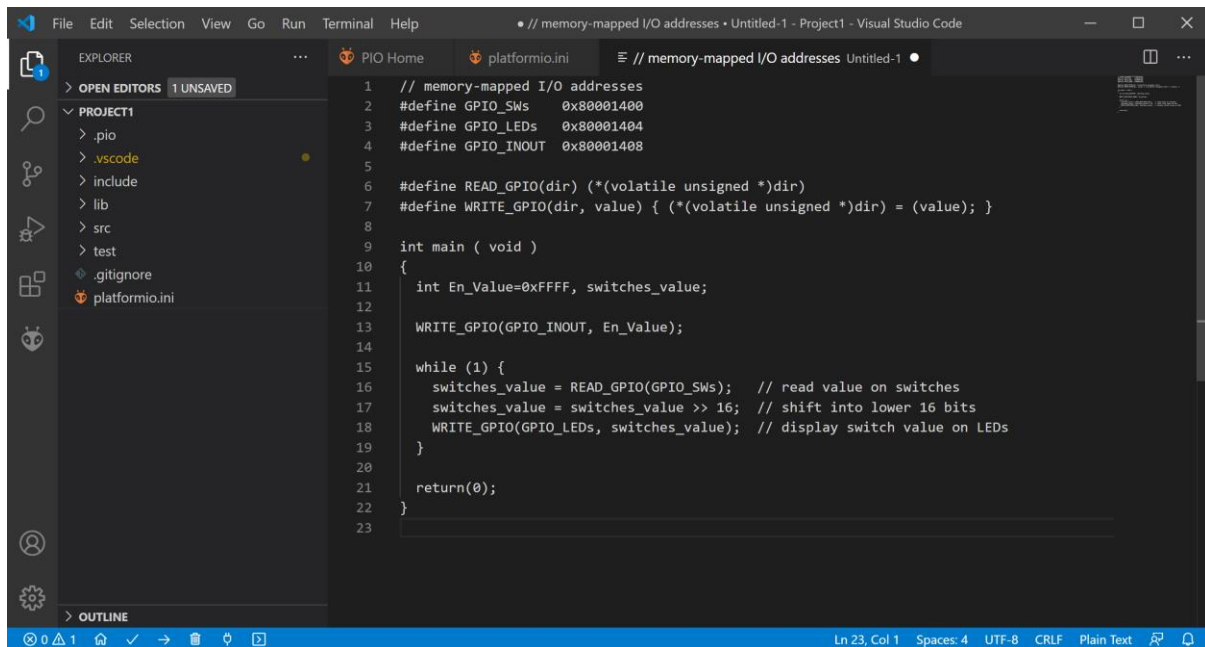 File Edit Selection View Go Run Terminal Help ● // memory-mapped I/O addresses • Untitled-1 - Project1 - Visual Studio Code
EXPLORER ...
1
> OPEN EDITORS 1 UNSAVED
PROJECT1
> .pio
> .vscode
> include
> lib
> src
> test
.gitignore
platformio.ini
> OUTLINE
PIO Home platformio.ini // memory-mapped I/O addresses Untitled-1 ●
1 // memory-mapped I/O addresses
2 #define GPIO_SWs 0x80001400
3 #define GPIO_LEDs 0x80001404
4 #define GPIO_INOUT 0x80001408
5
6 #define READ_GPIO(dir) (*(volatile unsigned *)dir)
7 #define WRITE_GPIO(dir, value) { (*(volatile unsigned *)dir) = (value); }
8
9 int main ( void )
10 {
11 int En_Value=0xFFFF, switches_value;
12
13 WRITE_GPIO(GPIO_INOUT, En_Value);
14
15 while (1) {
16 switches_value = READ_GPIO(GPIO_SWs); // read value on switches
17 switches_value = switches_value >> 16; // shift into lower 16 bits
18 WRITE_GPIO(GPIO_LEDs, switches_value); // display switch value on LEDs
19 }
20
21 return(0);
22 }
23
0 1 Ln 23, Col 1 Spaces: 4 UTF-8 CRLF Plain Text